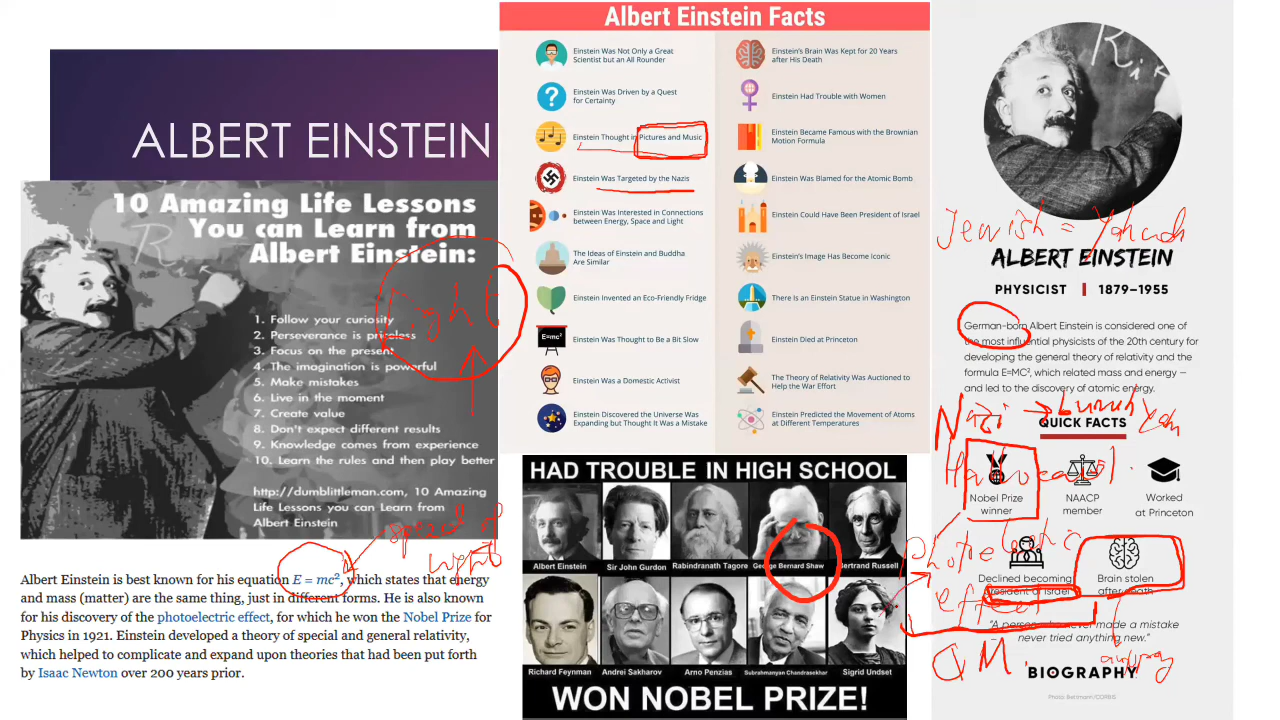 ALBERT EINSTEIN
10 Amazing Life Lessons
You can Learn from
Albert Einstein:
1. Follow your curiosity
2. Perseverance is priceless
3. Focus on the present
4. The imagination is powerful
5. Make mistakes
6. Live in the moment
7. Create value
8. Don't expect different results
9. Knowledge comes from experience
10. Learn the rules and then play better
http://dumblittleman.com, 10 Amazing
Life Lessons you can Learn from
Albert Einstein
light
speed of
light
Albert Einstein is best known for his equation E = mc², which states that energy
and mass (matter) are the same thing, just in different forms. He is also known
for his discovery of the photoelectric effect, for which he won the Nobel Prize for
Physics in 1921. Einstein developed a theory of special and general relativity,
which helped to complicate and expand upon theories that had been put forth
by Isaac Newton over 200 years prior.
Albert Einstein Facts
Einstein Was Not Only a Great
Scientist but an All Rounder
Einstein Was Driven by a Quest
for Certainty
Einstein Thought in Pictures and Music
Einstein Was Targeted by the Nazis
Einstein Was Interested in Connections
between Energy, Space and Light
The Ideas of Einstein and Buddha
Are Similar
Einstein Invented an Eco-Friendly Fridge
E=mc²
Einstein Was Thought to Be a Bit Slow
Einstein Was a Domestic Activist
Einstein Discovered the Universe Was
Expanding but Thought It Was a Mistake
Einstein's Brain Was Kept for 20 Years
after His Death
Einstein Had Trouble with Women
Einstein Became Famous with the Brownian
Motion Formula
Einstein Was Blamed for the Atomic Bomb
Einstein Could Have Been President of Israel
Einstein's Image Has Become Iconic
There Is an Einstein Statue in Washington
Einstein Died at Princeton
The Theory of Relativity Was Auctioned to
Help the War Effort
Einstein Predicted the Movement of Atoms
at Different Temperatures
HAD TROUBLE IN HIGH SCHOOL
Albert Einstein
Sir John Gurdon
Rabindranath Tagore
George Bernard Shaw
Bertrand Russell
Richard Feynman
Andrei Sakharov
Arno Penzias
Subrahmanyan Chandrasekhar
Sigrid Undset
WON NOBEL PRIZE!
Jewish =
ALBERT EINSTEIN
PHYSICIST | 1879–1955
German-born Albert Einstein is considered one of
the most influential physicists of the 20th century for
developing the general theory of relativity and the
formula E=MC², which related mass and energy —
and led to the discovery of atomic energy.
Nazi →
QUICK FACTS
Nobel Prize
winner
NAACP
member
Worked
at Princeton
photo
effect
Declined becoming
president of Israel
Brain stolen
after death
"A person who never made a mistake
never tried anything new."
QM.
BIOGRAPHY
Photo: Bettmann/CORBIS